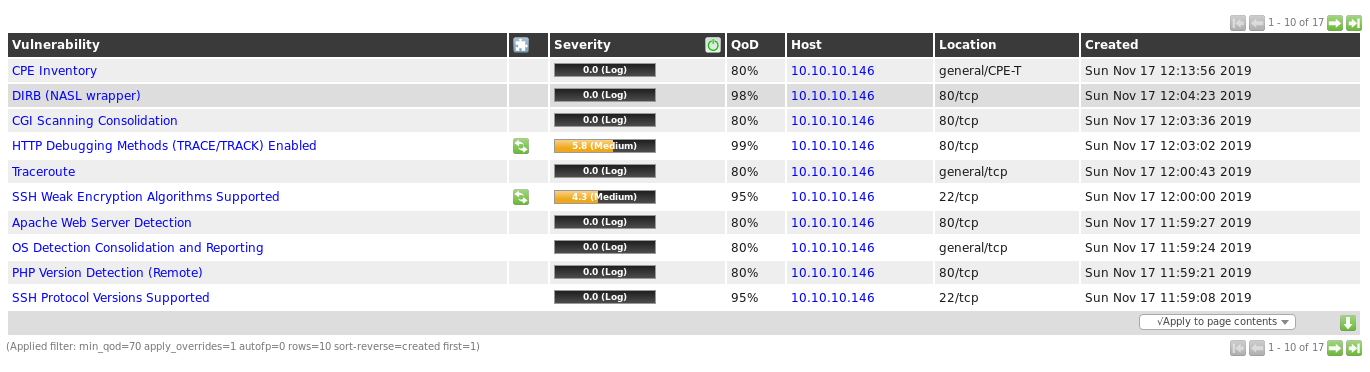 1 - 10 of 17
Vulnerability Severity QoD Host Location Created
CPE Inventory 0.0 (Log) 80% 10.10.10.146 general/CPE-T Sun Nov 17 12:13:56 2019
DIRB (NASL wrapper) 0.0 (Log) 98% 10.10.10.146 80/tcp Sun Nov 17 12:04:23 2019
CGI Scanning Consolidation 0.0 (Log) 80% 10.10.10.146 80/tcp Sun Nov 17 12:03:36 2019
HTTP Debugging Methods (TRACE/TRACK) Enabled 5.8 (Medium) 99% 10.10.10.146 80/tcp Sun Nov 17 12:03:02 2019
Traceroute 0.0 (Log) 80% 10.10.10.146 general/tcp Sun Nov 17 12:00:43 2019
SSH Weak Encryption Algorithms Supported 4.3 (Medium) 95% 10.10.10.146 22/tcp Sun Nov 17 12:00:00 2019
Apache Web Server Detection 0.0 (Log) 80% 10.10.10.146 80/tcp Sun Nov 17 11:59:27 2019
OS Detection Consolidation and Reporting 0.0 (Log) 80% 10.10.10.146 general/tcp Sun Nov 17 11:59:24 2019
PHP Version Detection (Remote) 0.0 (Log) 80% 10.10.10.146 80/tcp Sun Nov 17 11:59:21 2019
SSH Protocol Versions Supported 0.0 (Log) 95% 10.10.10.146 22/tcp Sun Nov 17 11:59:08 2019
√Apply to page contents
(Applied filter: min_qod=70 apply_overrides=1 autofp=0 rows=10 sort-reverse=created first=1) 1 - 10 of 17